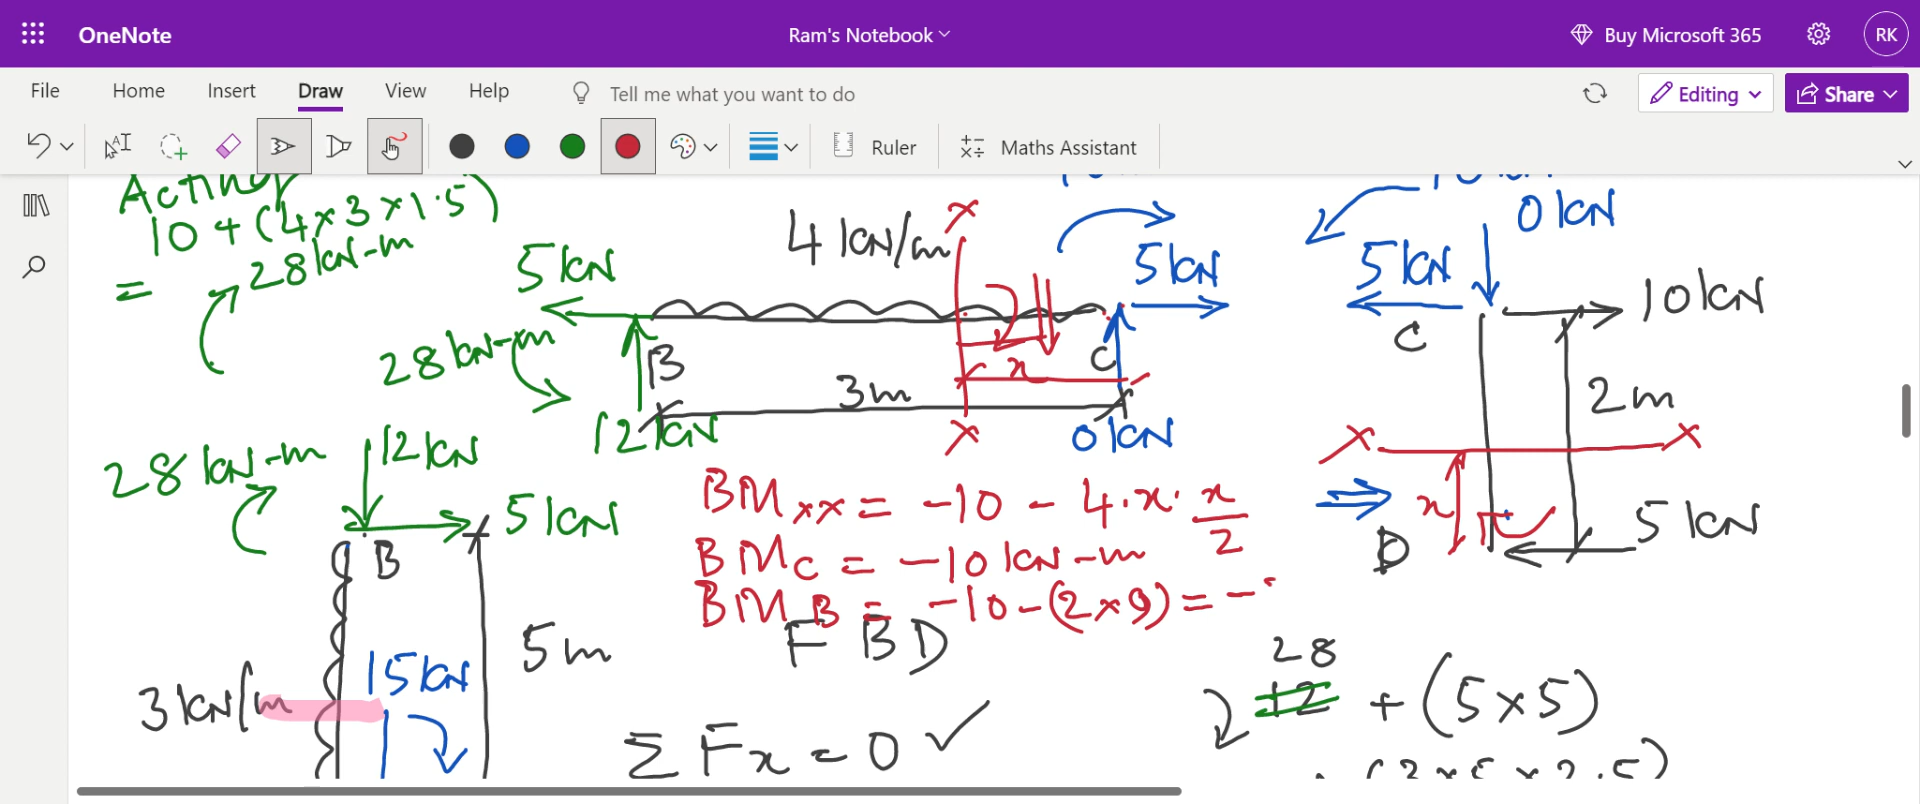 OneNote
Ram's Notebook
Buy Microsoft 365
RK
File Home Insert Draw View Help Tell me what you want to do
Editing Share
Ruler Maths Assistant
10 + (4×3×1.5)
= 28 kN-m
5 kN
4 kN/m
x
5 kN
B
28 kN-m
3m
x
C
12 kN
x
0 kN
0 kN
5 kN
10 kN
C
2m
x x
x
5 kN
D
28 kN-m
12 kN
5 kN
B
5m
3 kN/m
15 kN
BM xx = -10 - 4.x.x/2
BM C = -10 kN-m
BM B = -10-(2×9) = -
FBD
ΣFx = 0 ✓
28
12 + (5×5)